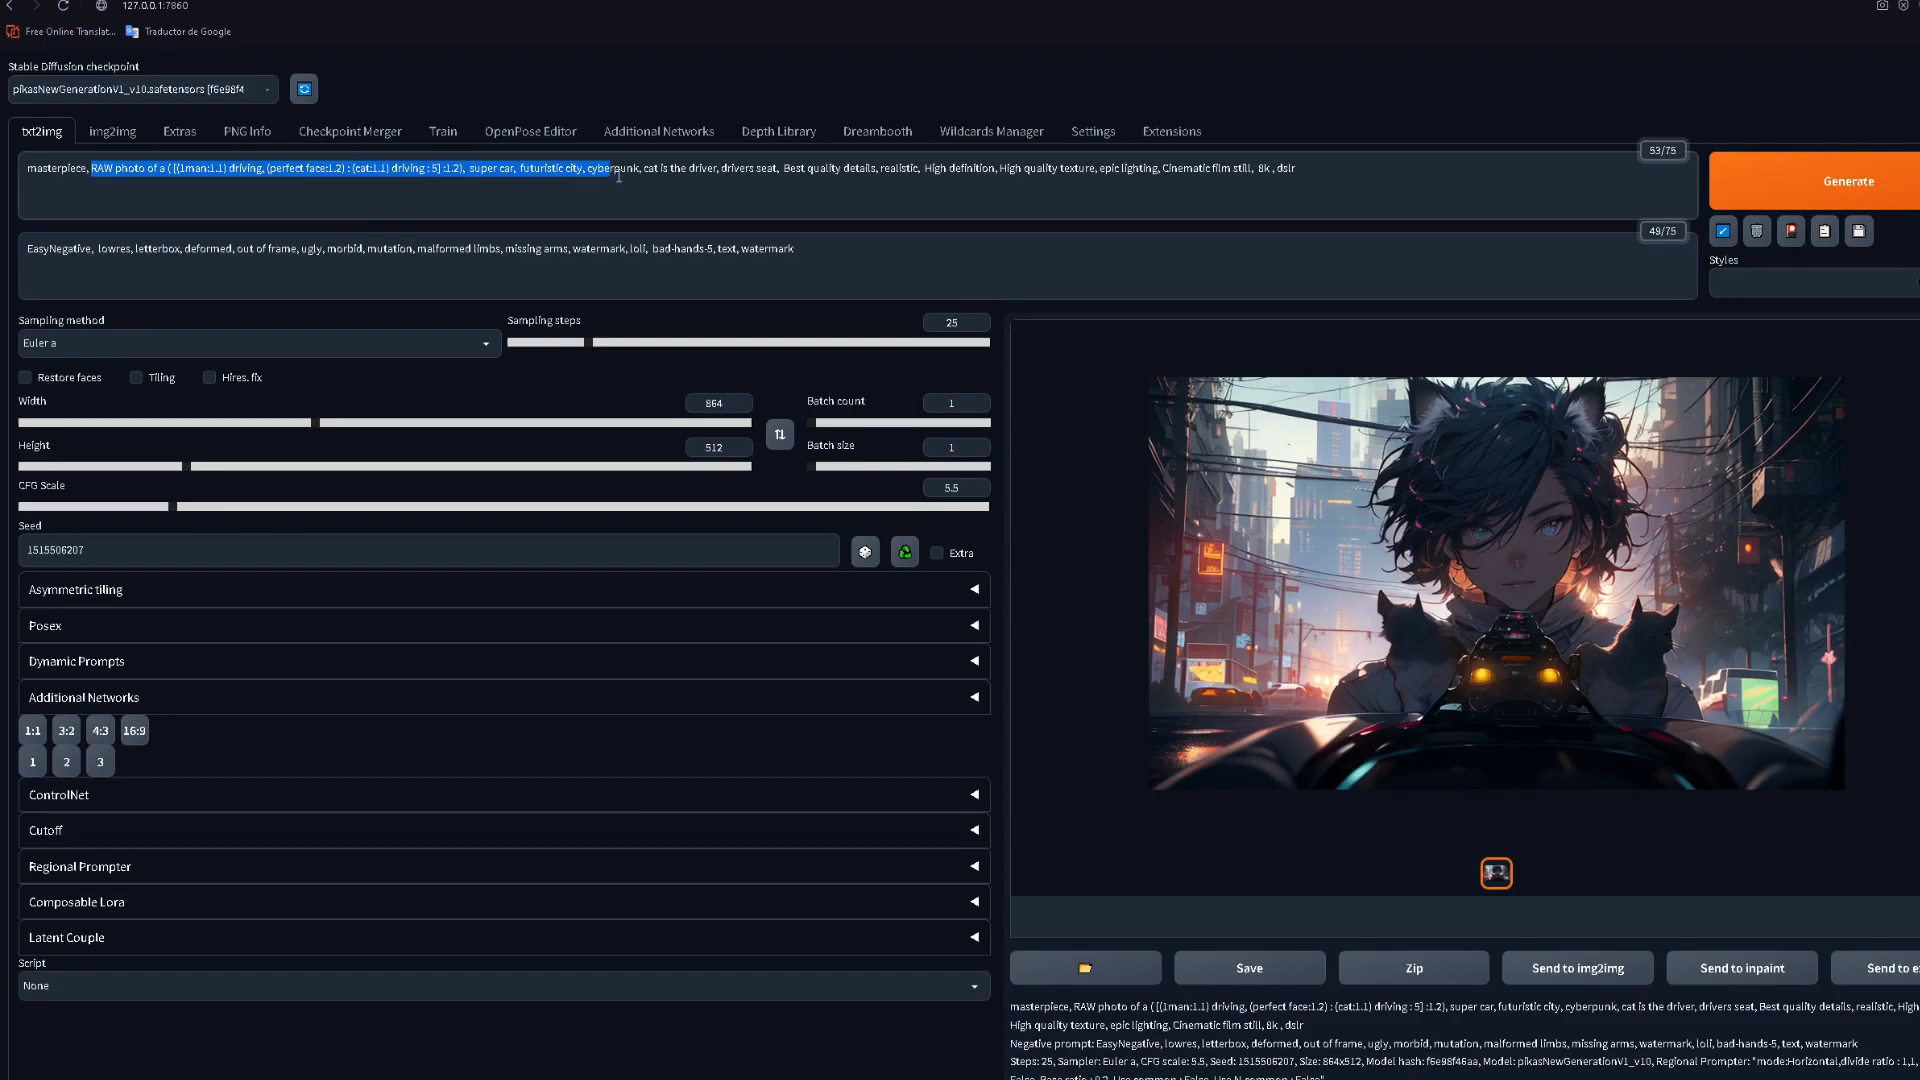 127.0.0.1:7860
Free Online Translat... Traductor de Google
Stable Diffusion checkpoint
pikasNewGenerationV1_v10.safetensors [f6e98f4
txt2img img2img Extras PNG Info Checkpoint Merger Train OpenPose Editor Additional Networks Depth Library Dreambooth Wildcards Manager Settings Extensions
53/75
masterpiece, RAW photo of a ( [(1man:1.1) driving, (perfect face:1.2) : (cat:1.1) driving : 5] :1.2), super car, futuristic city, cyberpunk, cat is the driver, drivers seat, Best quality details, realistic, High definition, High quality texture, epic lighting, Cinematic film still, 8k , dslr
Generate
49/75
EasyNegative, lowres, letterbox, deformed, out of frame, ugly, morbid, mutation, malformed limbs, missing arms, watermark, loli, bad-hands-5, text, watermark
Styles
Sampling method
Euler a
Sampling steps
25
Restore faces Tiling Hires. fix
Width
864
Batch count
1
Height
512
Batch size
1
CFG Scale
5.5
Seed
1515506207
Extra
Asymmetric tiling
Posex
Dynamic Prompts
Additional Networks
1:1 3:2 4:3 16:9
1 2 3
ControlNet
Cutoff
Regional Prompter
Composable Lora
Latent Couple
Script
None
Save Zip Send to img2img Send to inpaint Send to ex
masterpiece, RAW photo of a ( [(1man:1.1) driving, (perfect face:1.2) : (cat:1.1) driving : 5] :1.2), super car, futuristic city, cyberpunk, cat is the driver, drivers seat, Best quality details, realistic, High
High quality texture, epic lighting, Cinematic film still, 8k , dslr
Negative prompt: EasyNegative, lowres, letterbox, deformed, out of frame, ugly, morbid, mutation, malformed limbs, missing arms, watermark, loli, bad-hands-5, text, watermark
Steps: 25, Sampler: Euler a, CFG scale: 5.5, Seed: 1515506207, Size: 864x512, Model hash: f6e98f46aa, Model: pikasNewGenerationV1_v10, Regional Prompter: "mode:Horizontal,divide ratio : 1,1,